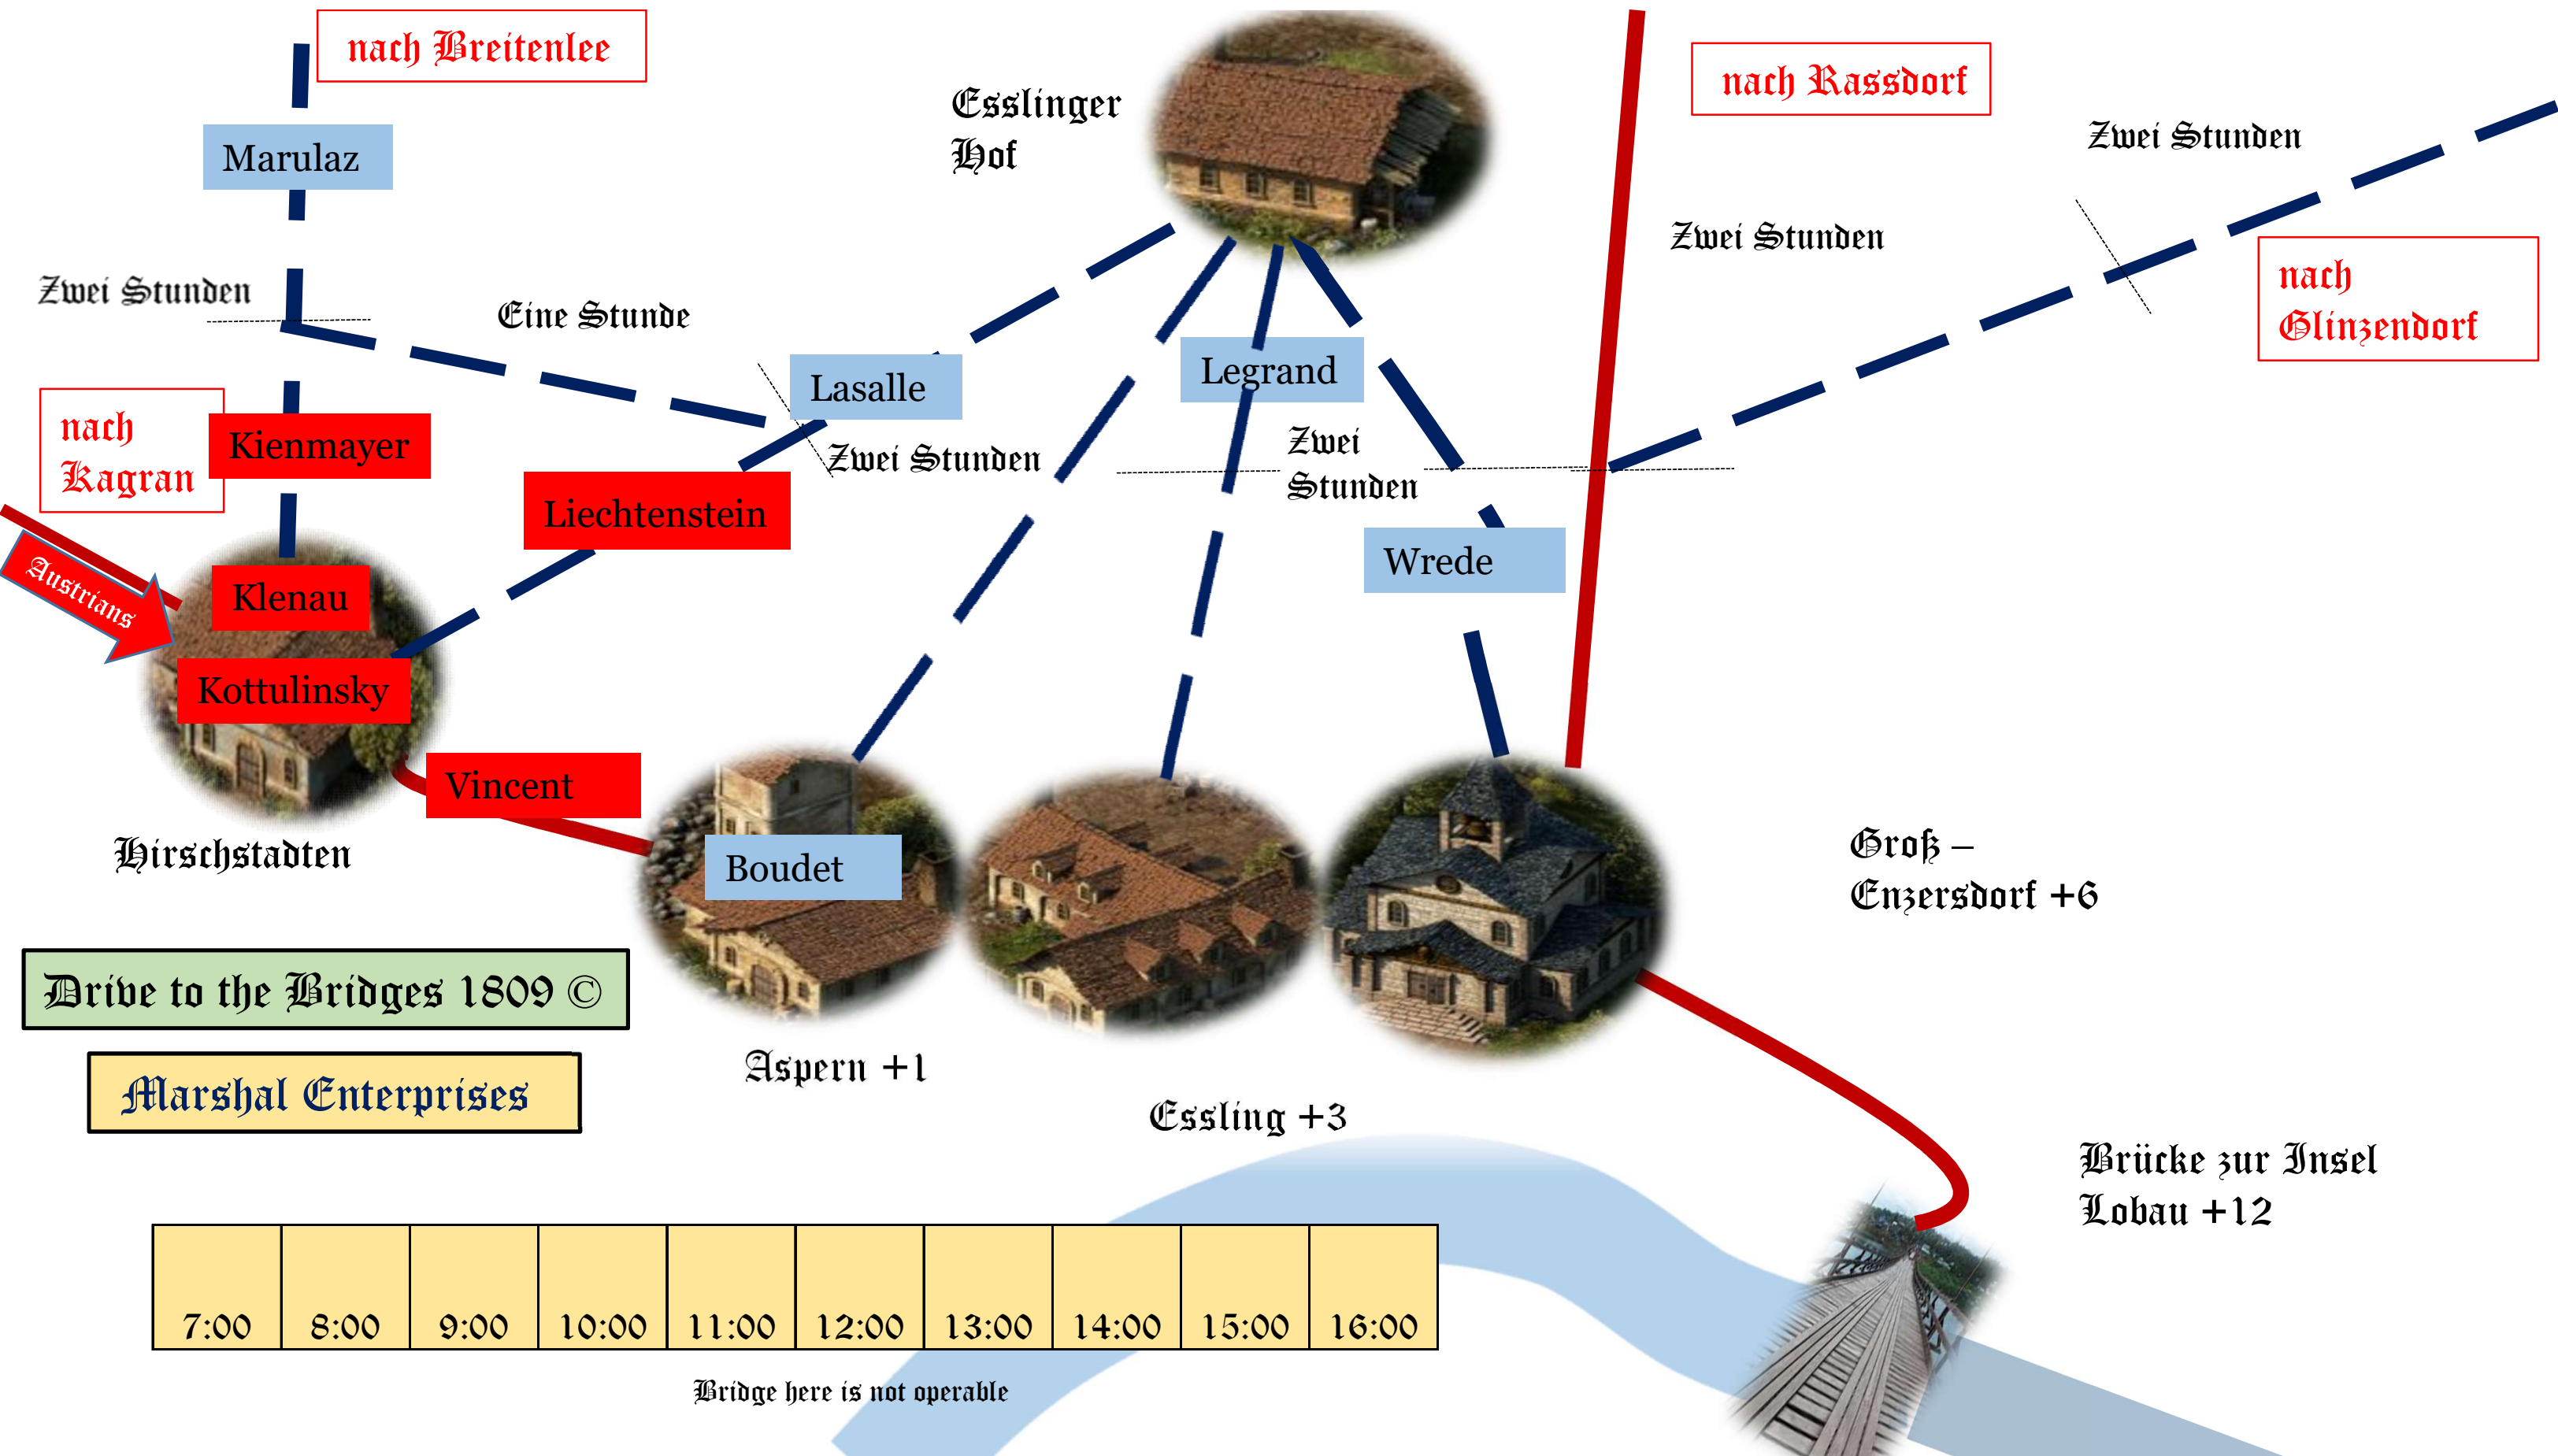 nach Breitenlee
Marulaz
Esslinger
Hof
nach Rassdorf
Zwei Stunden
Zwei Stunden
Zwei Stunden
nach
Glinzendorf
Eine Stunde
Lasalle
Legrand
nach
Kagran
Kienmayer
Zwei Stunden
Zwei
Stunden
Liechtenstein
Wrede
Austrians
Klenau
Kottulinsky
Vincent
Hirschstadten
Boudet
Groß –
Enzersdorf +6
Drive to the Bridges 1809 ©
Aspern +1
Marshal Enterprises
Essling +3
Brücke zur Insel
Lobau +12
7:00 8:00 9:00 10:00 11:00 12:00 13:00 14:00 15:00 16:00
Bridge here is not operable